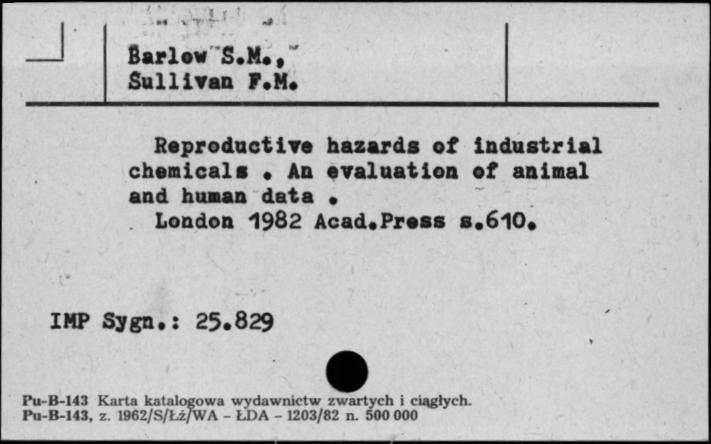 Barlow S.M.,
Sullivan F.M.
Reproductive hazards of industrial
chemicals . An evaluation of animal
and human data .
London 1982 Acad.Press s.610.
IMP Sygn.: 25.829
Pu-B-143 Karta katalogowa wydawnictw zwartych i ciągłych.
Pu-B-143, z. 1962/S/Łż/WA – ŁDA – 1203/82 n. 500 000